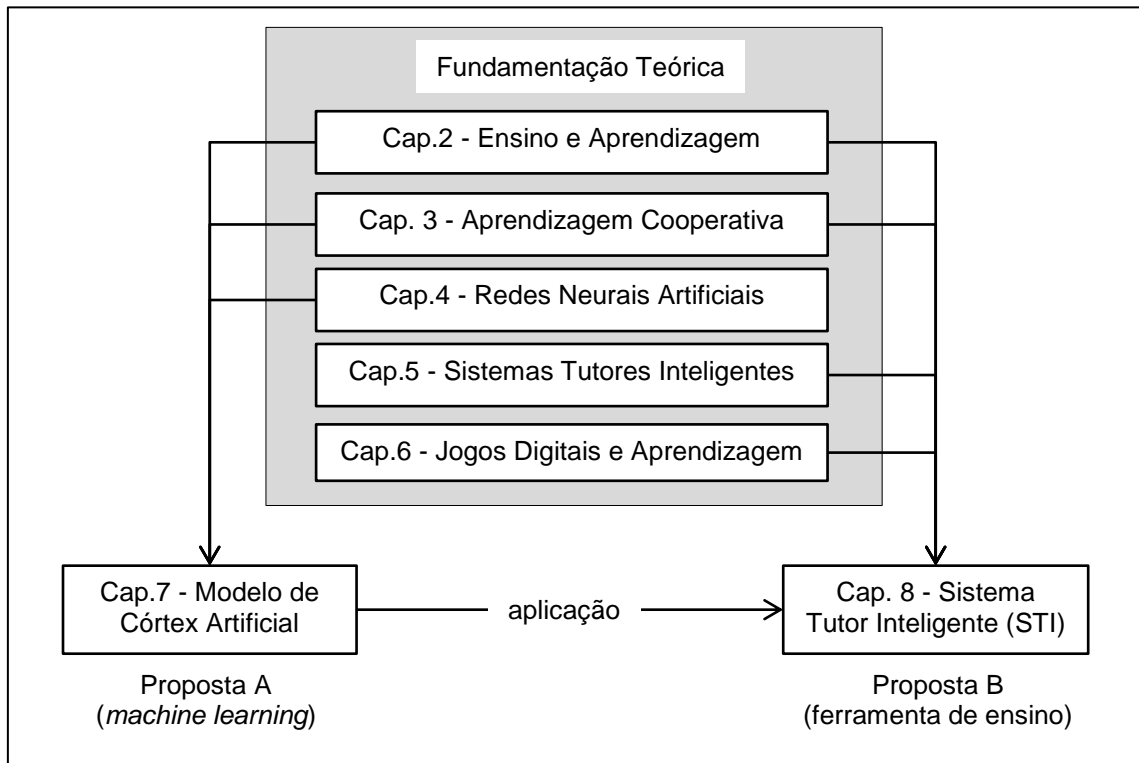 Fundamentação Teórica
Cap.2 - Ensino e Aprendizagem
Cap. 3 - Aprendizagem Cooperativa
Cap.4 - Redes Neurais Artificiais
Cap.5 - Sistemas Tutores Inteligentes
Cap.6 - Jogos Digitais e Aprendizagem
Cap.7 - Modelo de
Córtex Artificial
aplicação
Cap. 8 - Sistema
Tutor Inteligente (STI)
Proposta A
(machine learning)
Proposta B
(ferramenta de ensino)